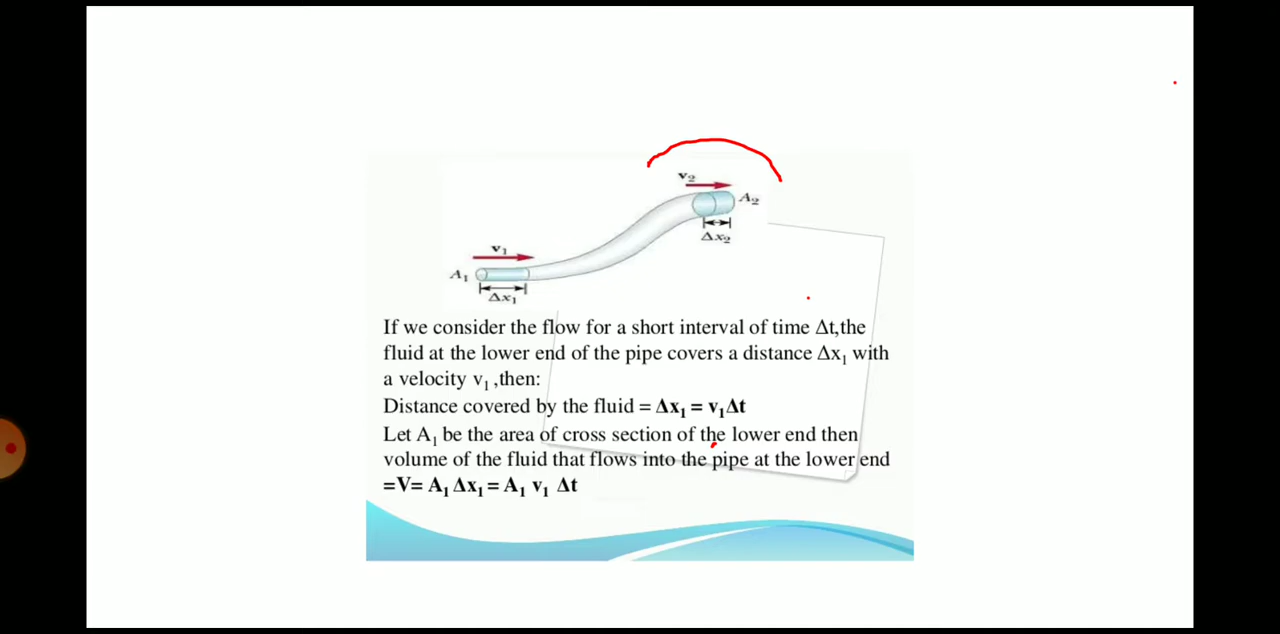 v₂
A₂
Δx₂
v₁
A₁
Δx₁
If we consider the flow for a short interval of time Δt,the
fluid at the lower end of the pipe covers a distance Δx₁ with
a velocity v₁ ,then:
Distance covered by the fluid = Δx₁ = v₁Δt
Let A₁ be the area of cross section of the lower end then
volume of the fluid that flows into the pipe at the lower end
=V= A₁ Δx₁ = A₁ v₁ Δt